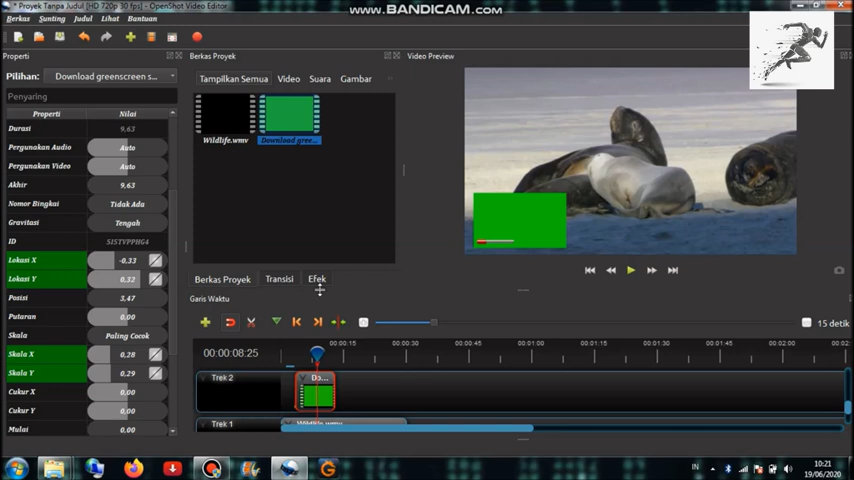 * Proyek Tanpa Judul [HD 720p 30 fps] - OpenShot Video Editor
www.BANDICAM.com
Berkas Sunting Judul Lihat Bantuan
Properti
Berkas Proyek
Video Preview
Pilihan: Download greenscreen s...
Tampilkan Semua Video Suara Gambar
Penyaring
Properti Nilai
Durasi 9,63
Pergunakan Audio Auto
Pergunakan Video Auto
Akhir 9,63
Nomor Bingkai Tidak Ada
Gravitasi Tengah
ID SISTVPPHG4
Lokasi X -0.33
Lokasi Y 0,32
Posisi 3,47
Putaran 0,00
Skala Paling Cocok
Skala X 0,28
Skala Y 0,29
Cukur X 0,00
Cukur Y 0,00
Mulai 0,00
Wildlife.wmv
Download gree...
Berkas Proyek Transisi Efek
Garis Waktu
15 detik
00:00:08:25
00:00:15 00:00:30 00:00:45 00:01:00 00:01:15 00:01:30 00:01:45 00:02:00
Trek 2
Do...
Trek 1
Wildlife.wmv
IN
10:21
19/06/2020